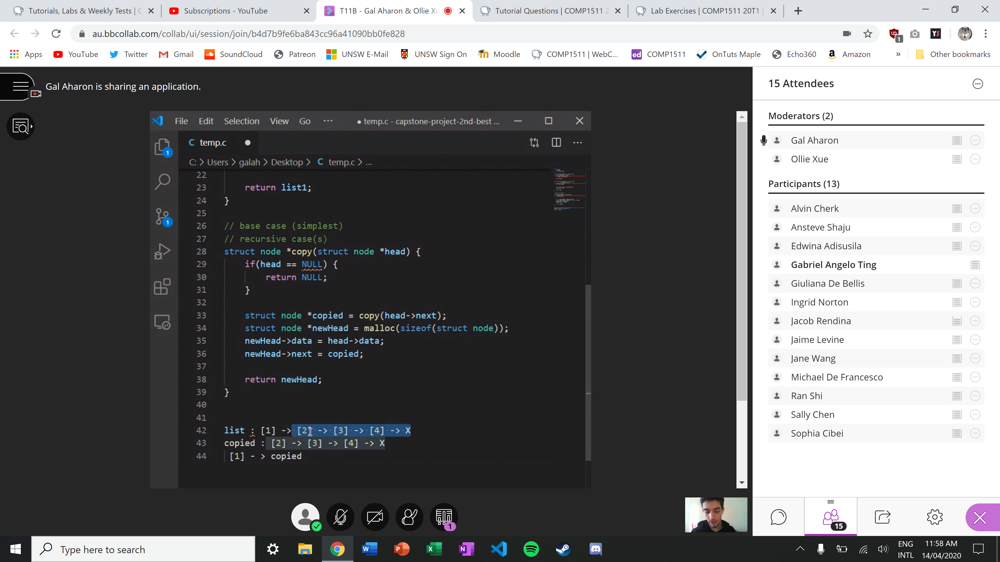 Tutorials, Labs & Weekly Tests | C
Subscriptions - YouTube
T11B - Gal Aharon & Ollie Xu
Tutorial Questions | COMP1511 2
Lab Exercises | COMP1511 20T1 |
au.bbcollab.com/collab/ui/session/join/b4d7b9fe6ba843cc96a41090bb0fe828
1
YS
Apps
YouTube
Twitter
Gmail
SoundCloud
Patreon
UNSW E-Mail
UNSW Sign On
Moodle
COMP1511 | WebC...
ed
COMP1511
OnTuts Maple
Echo360
Amazon
»
Other bookmarks
Gal Aharon is sharing an application.
File Edit Selection View Go ···
● temp.c - capstone-project-2nd-best ...
C temp.c
C: > Users > galah > Desktop > C temp.c > ...
1
1
22
23 return list1;
24 }
25
26 // base case (simplest)
27 // recursive case(s)
28 struct node *copy(struct node *head) {
29 if(head == NULL) {
30 return NULL;
31 }
32
33 struct node *copied = copy(head->next);
34 struct node *newHead = malloc(sizeof(struct node));
35 newHead->data = head->data;
36 newHead->next = copied;
37
38 return newHead;
39 }
40
41
42 list : [1] -> [2] -> [3] -> [4] -> X
43 copied : [2] -> [3] -> [4] -> X
44 [1] - > copied
1
15 Attendees
Moderators (2)
Gal Aharon
Ollie Xue
Participants (13)
Alvin Cherk
Ansteve Shaju
Edwina Adisusila
Gabriel Angelo Ting
Giuliana De Bellis
Ingrid Norton
Jacob Rendina
Jaime Levine
Jane Wang
Michael De Francesco
Ran Shi
Sally Chen
Sophia Cibei
15
Type here to search
ENG
INTL
11:58 AM
14/04/2020